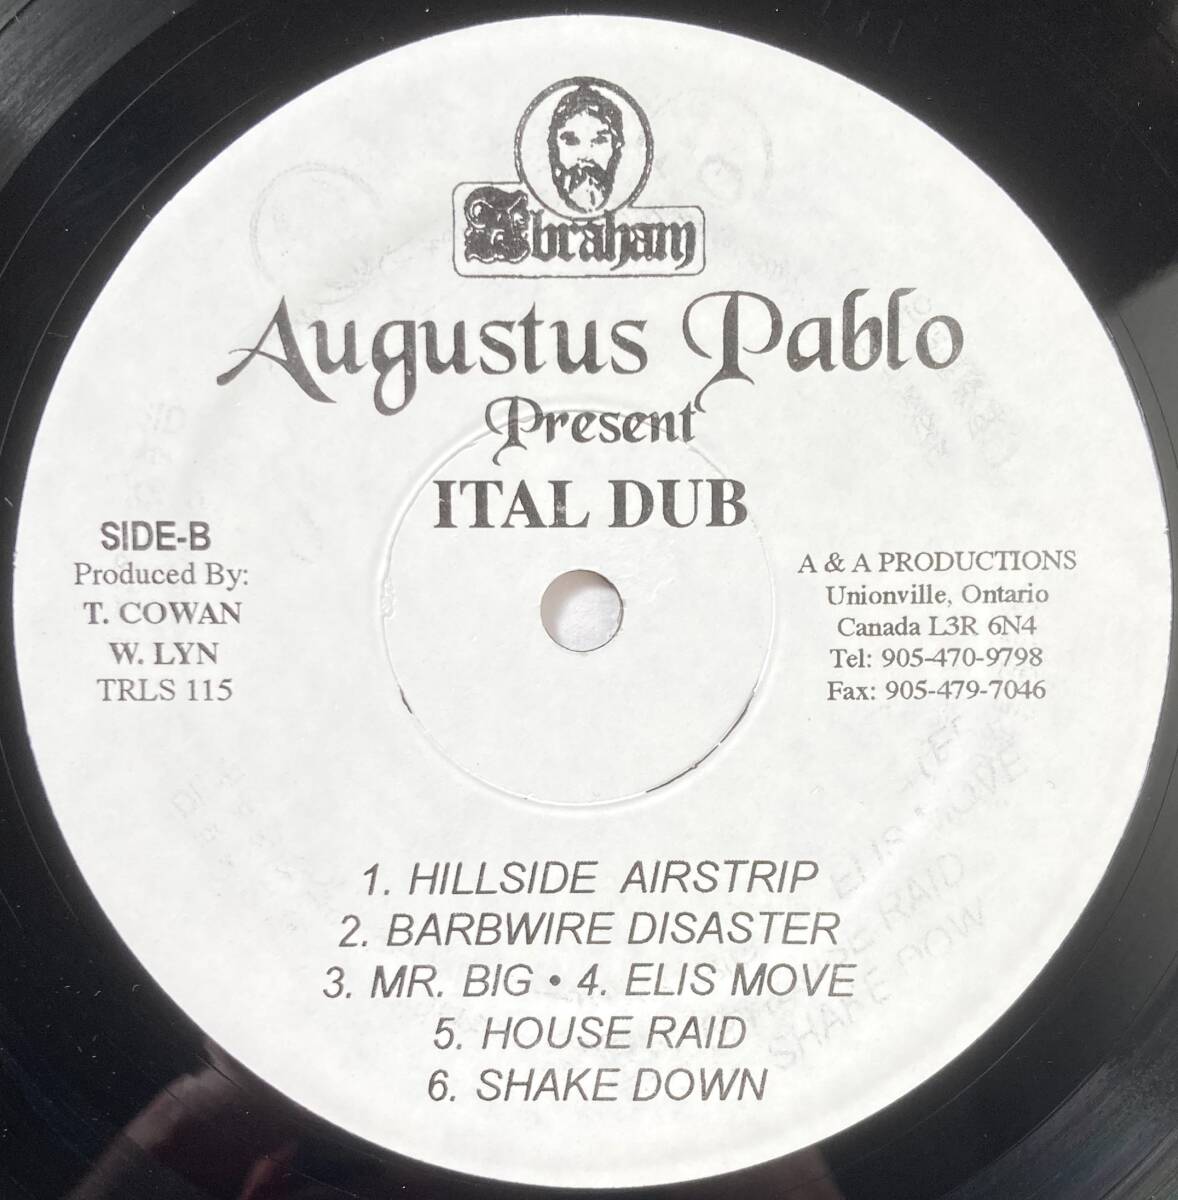 Abraham
Augustus Pablo
Present
ITAL DUB
SIDE-B
Produced By:
T. COWAN
W. LYN
TRLS 115
A & A PRODUCTIONS
Unionville, Ontario
Canada L3R 6N4
Tel: 905-470-9798
Fax: 905-479-7046
1. HILLSIDE AIRSTRIP
2. BARBWIRE DISASTER
3. MR. BIG • 4. ELIS MOVE
5. HOUSE RAID
6. SHAKE DOWN